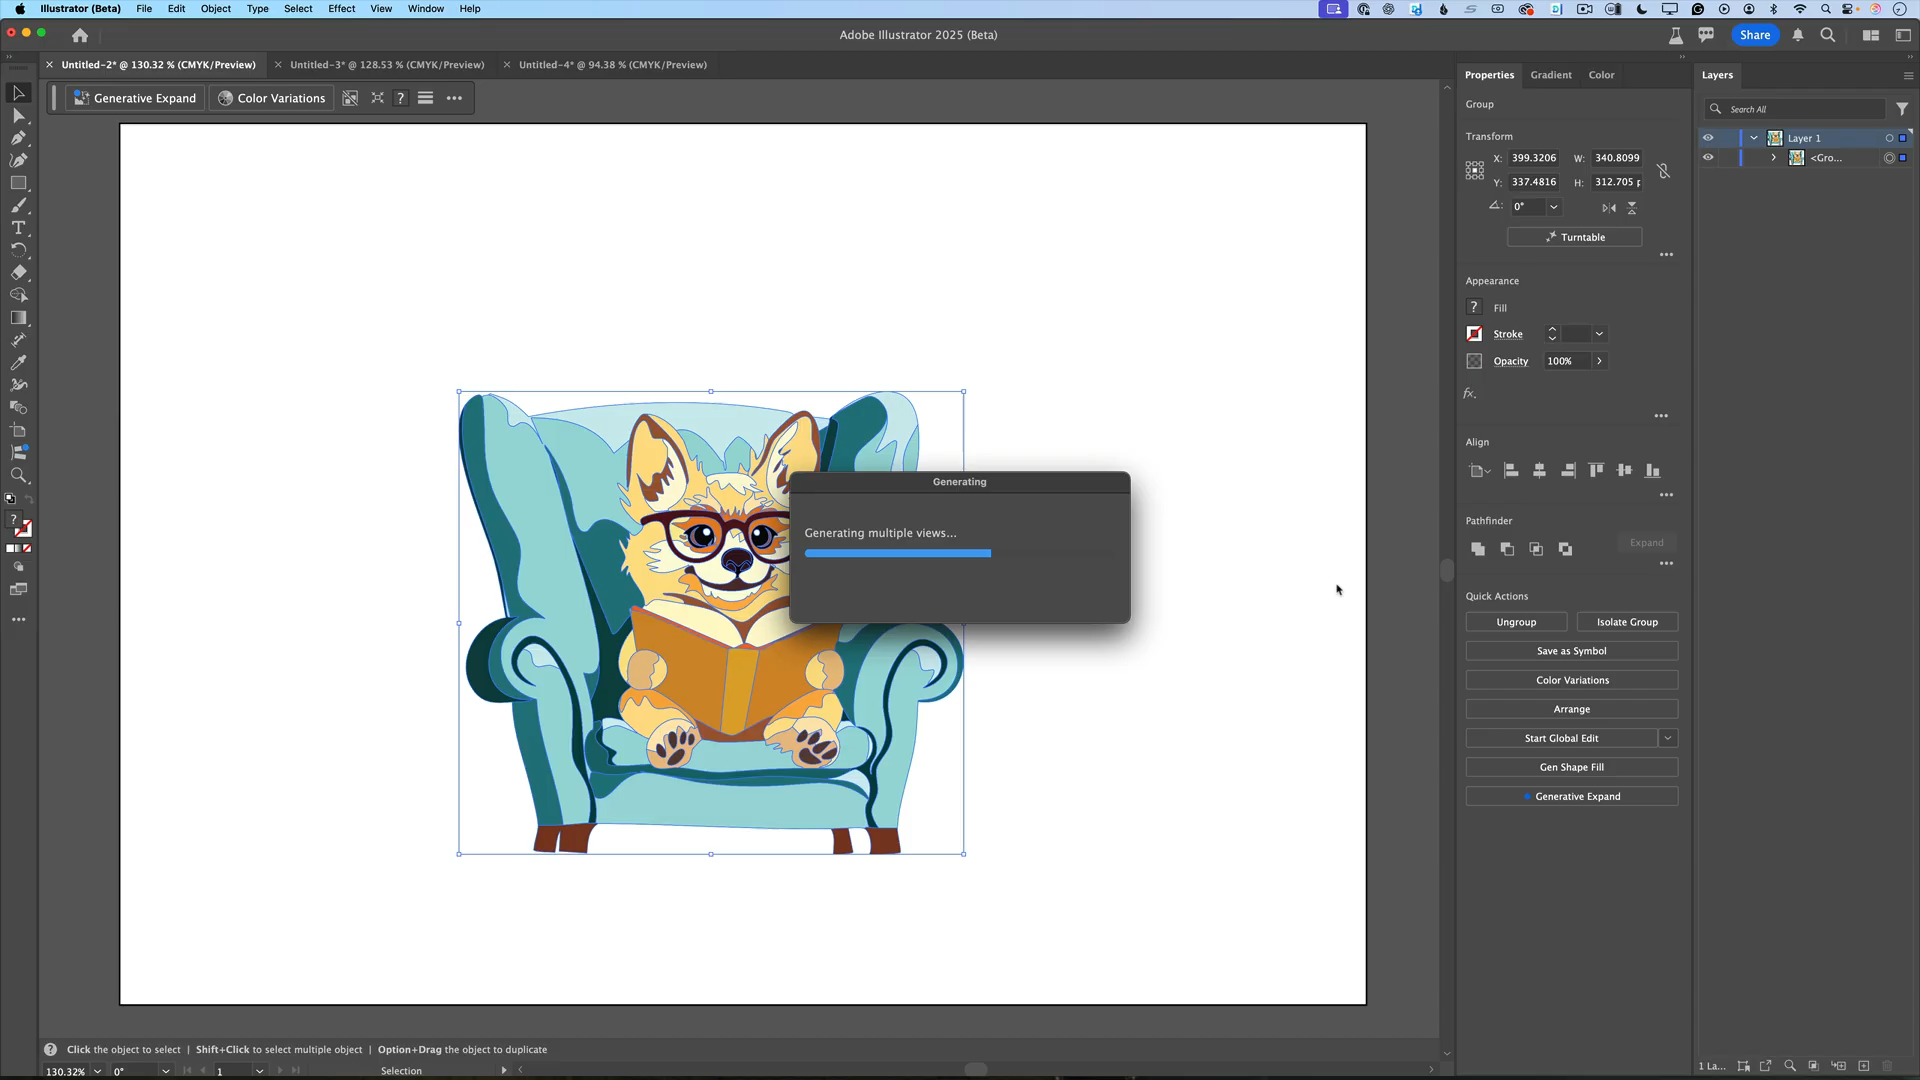 Illustrator (Beta) File Edit Object Type Select Effect View Window Help
Adobe Illustrator 2025 (Beta)
Share
Untitled-2* @ 130.32 % (CMYK/Preview)
Untitled-3* @ 128.53 % (CMYK/Preview)
Untitled-4* @ 94.38 % (CMYK/Preview)
Generative Expand
Color Variations
Generating
Generating multiple views...
Properties Gradient Color
Group
Transform
X: 399.3206 W: 340.8099
Y: 337.4816 H: 312.705 p
0°
Turntable
Appearance
Fill
Stroke
Opacity 100%
fx.
Align
Pathfinder
Expand
Quick Actions
Ungroup Isolate Group
Save as Symbol
Color Variations
Arrange
Start Global Edit
Gen Shape Fill
Generative Expand
Layers
Search All
Layer 1
<Gro...
Click the object to select | Shift+Click to select multiple object | Option+Drag the object to duplicate
130.32% 0° 1 Selection
1 La...